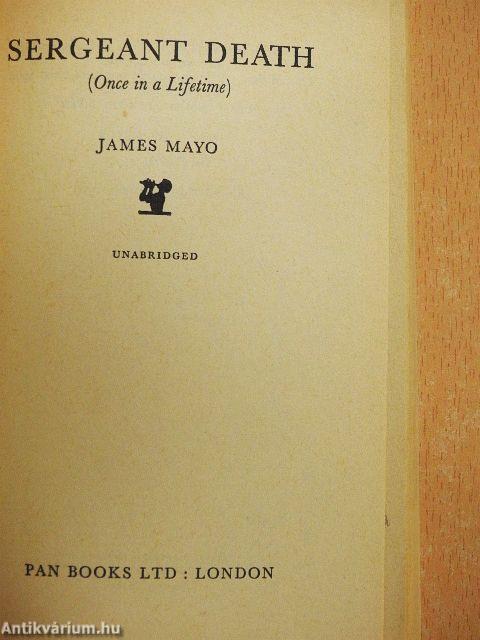 SERGEANT DEATH
(Once in a Lifetime)
JAMES MAYO
UNABRIDGED
PAN BOOKS LTD : LONDON
Antikvárium.hu